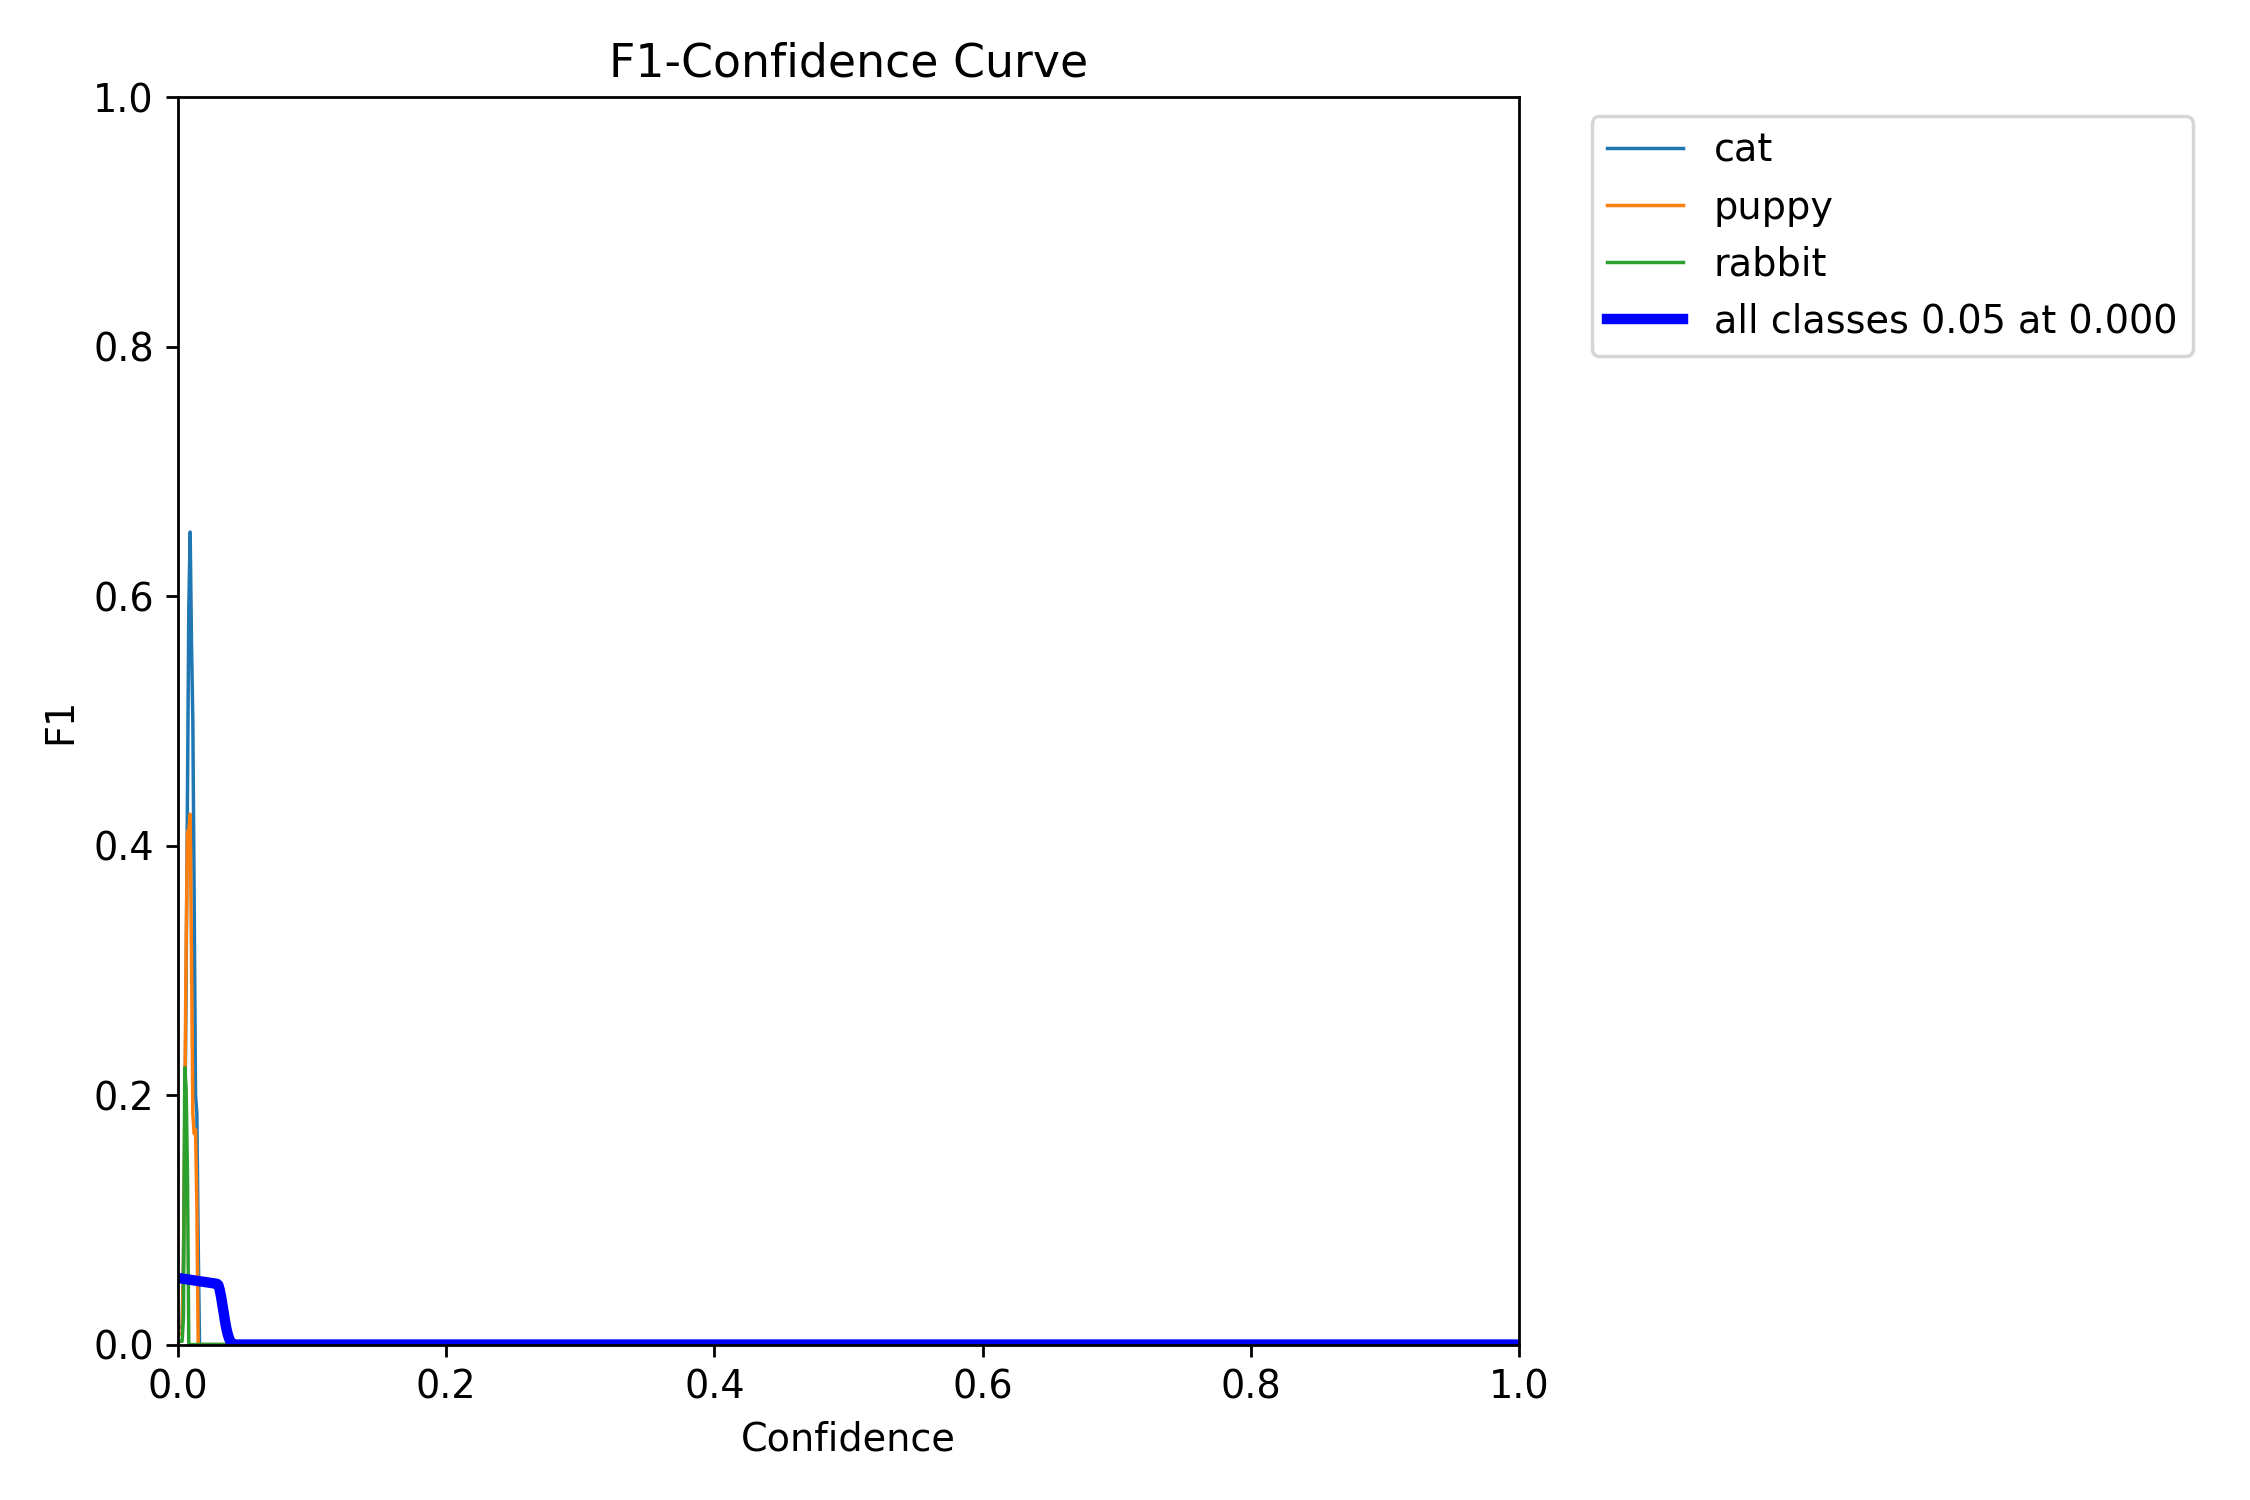 F1-Confidence Curve
1.0
0.8
0.6
0.4
0.2
0.0
F1
0.0 0.2 0.4 0.6 0.8 1.0
Confidence
cat
puppy
rabbit
all classes 0.05 at 0.000